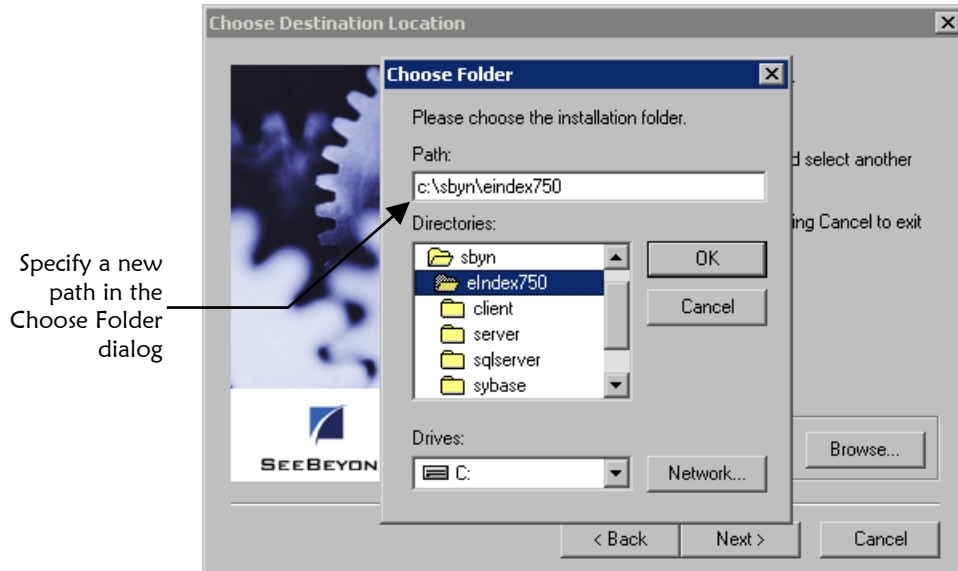 Choose Destination Location
Choose Folder
.
Please choose the installation folder.
Path:
c:\sbyn\eindex750
d select another
ing Cancel to exit
Directories:
sbyn
eIndex750
client
server
sqlserver
sybase
OK
Cancel
Specify a new
path in the
Choose Folder
dialog
SEEBEYON
Drives:
C:
Network...
Browse...
< Back
Next >
Cancel